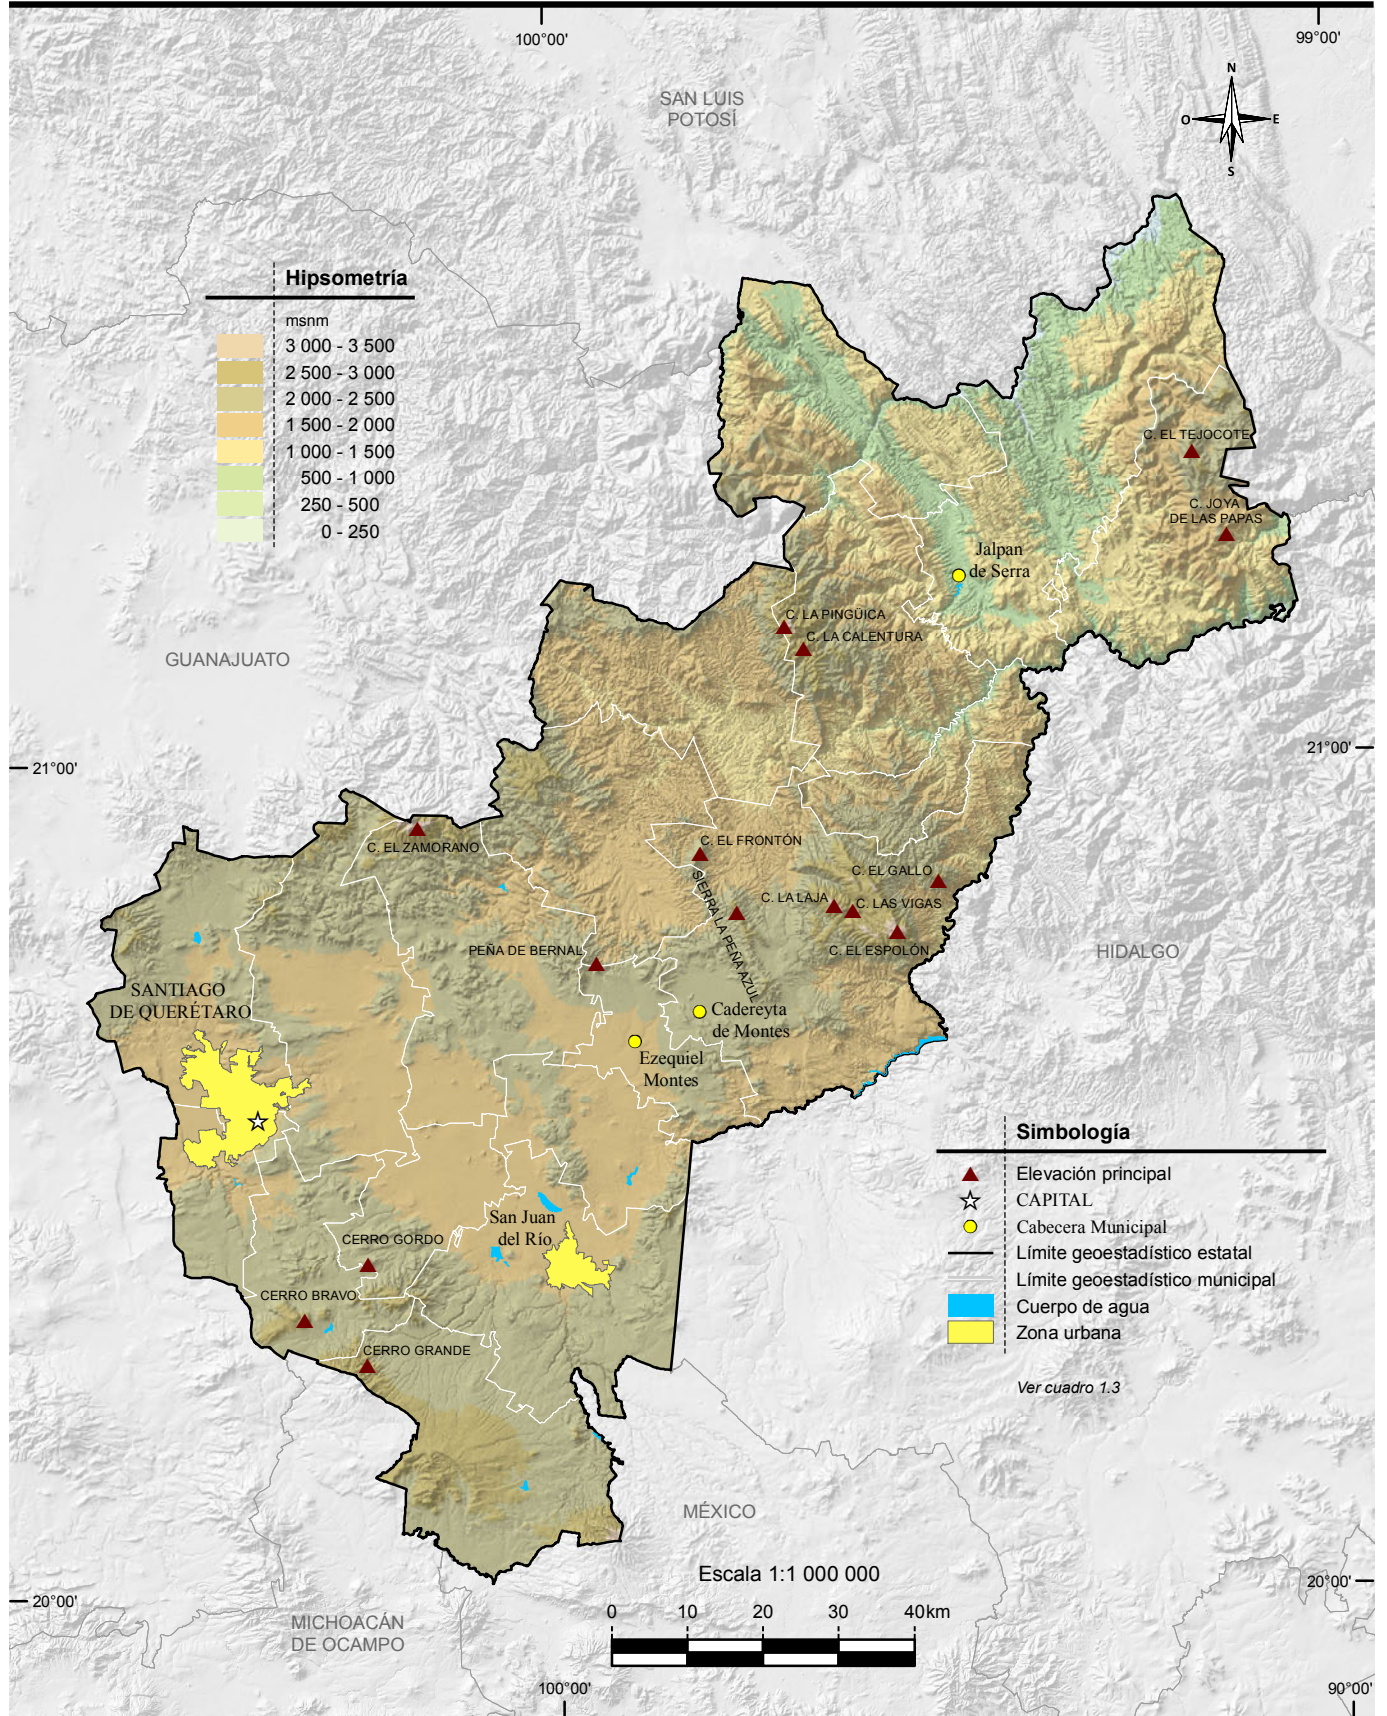 100°00'
99°00'
SAN LUIS
POTOSÍ
N
O
E
S
Hipsometría
msnm
3 000 - 3 500
2 500 - 3 000
2 000 - 2 500
1 500 - 2 000
1 000 - 1 500
500 - 1 000
250 - 500
0 - 250
C. EL TEJOCOTE
C. JOYA
DE LAS PAPAS
Jalpan
de Serra
C. LA PINGÜICA
C. LA CALENTURA
GUANAJUATO
21°00'
21°00'
C. EL ZAMORANO
C. EL FRONTÓN
C. EL GALLO
SIERRA LA PEÑA AZUL
C. LA LAJA
C. LAS VIGAS
C. EL ESPOLÓN
PEÑA DE BERNAL
HIDALGO
SANTIAGO
DE QUERÉTARO
Cadereyta
de Montes
Ezequiel
Montes
Simbología
Elevación principal
CAPITAL
Cabecera Municipal
Límite geoestadístico estatal
Límite geoestadístico municipal
Cuerpo de agua
Zona urbana
Ver cuadro 1.3
San Juan
del Río
CERRO GORDO
CERRO BRAVO
CERRO GRANDE
MÉXICO
Escala 1:1 000 000
0 10 20 30 40km
20°00'
20°00'
MICHOACÁN
DE OCAMPO
100°00'
90°00'